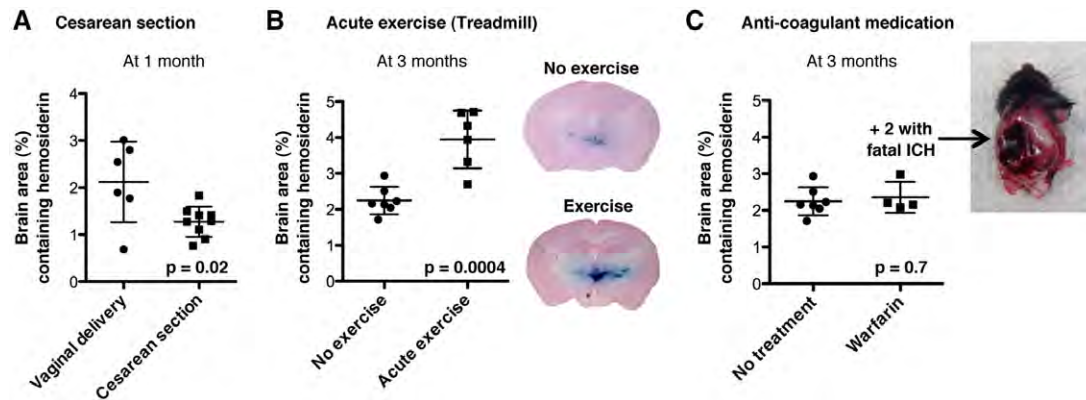 A Cesarean section
At 1 month
Brain area (%)
containing hemosiderin
4
3
2
1
0
p = 0.02
Vaginal delivery
Cesarean section
B Acute exercise (Treadmill)
At 3 months
Brain area (%)
containing hemosiderin
5
4
3
2
1
0
p = 0.0004
No exercise
Acute exercise
No exercise
Exercise
C Anti-coagulant medication
At 3 months
Brain area (%)
containing hemosiderin
5
4
3
2
1
0
+ 2 with
fatal ICH
p = 0.7
No treatment
Warfarin